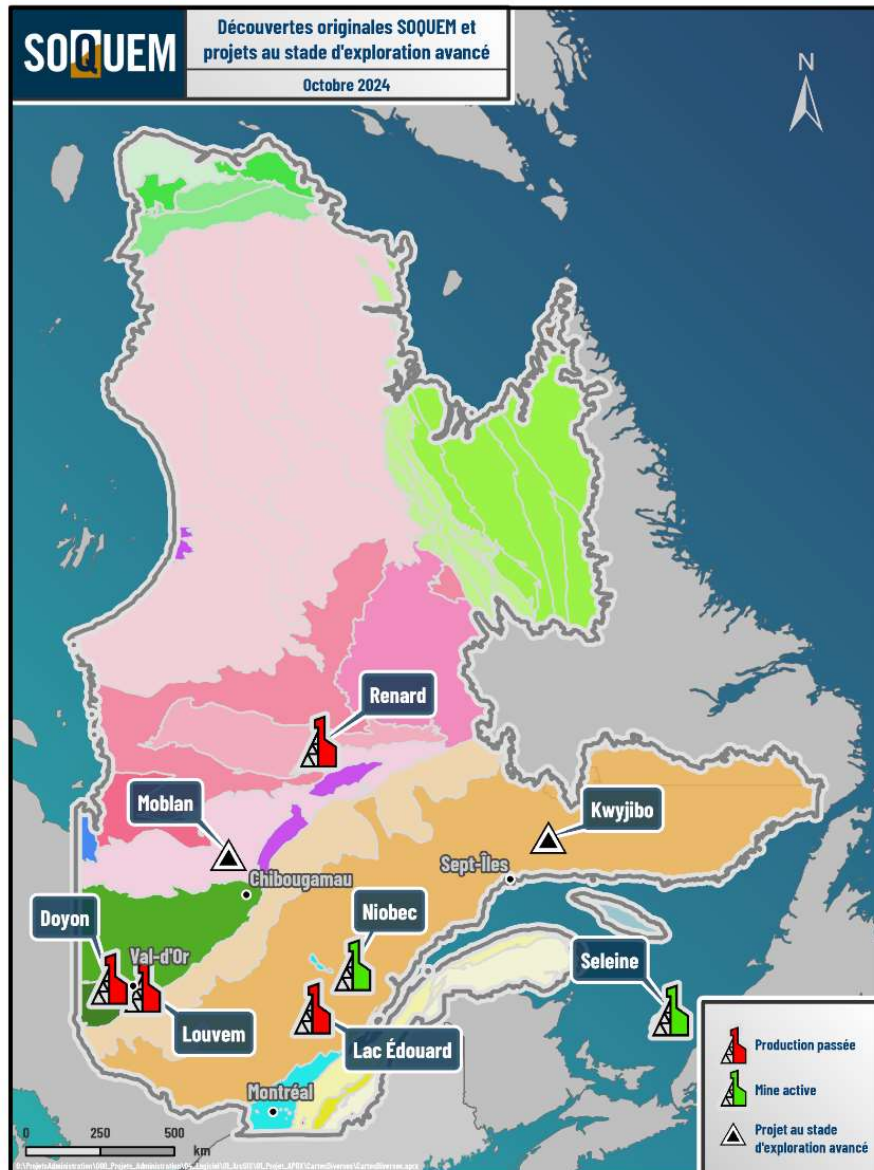 SOQUEM
Découvertes originales SOQUEM et
projets au stade d'exploration avancé
Octobre 2024
N
Renard
Moblan
Kwyjibo
Sept-Îles
Chibougamau
Doyon
Niobec
Val-d'Or
Seleine
Louvem
Lac Édouard
Montréal
Production passée
Mine active
Projet au stade
d'exploration avancé
0 250 500
km